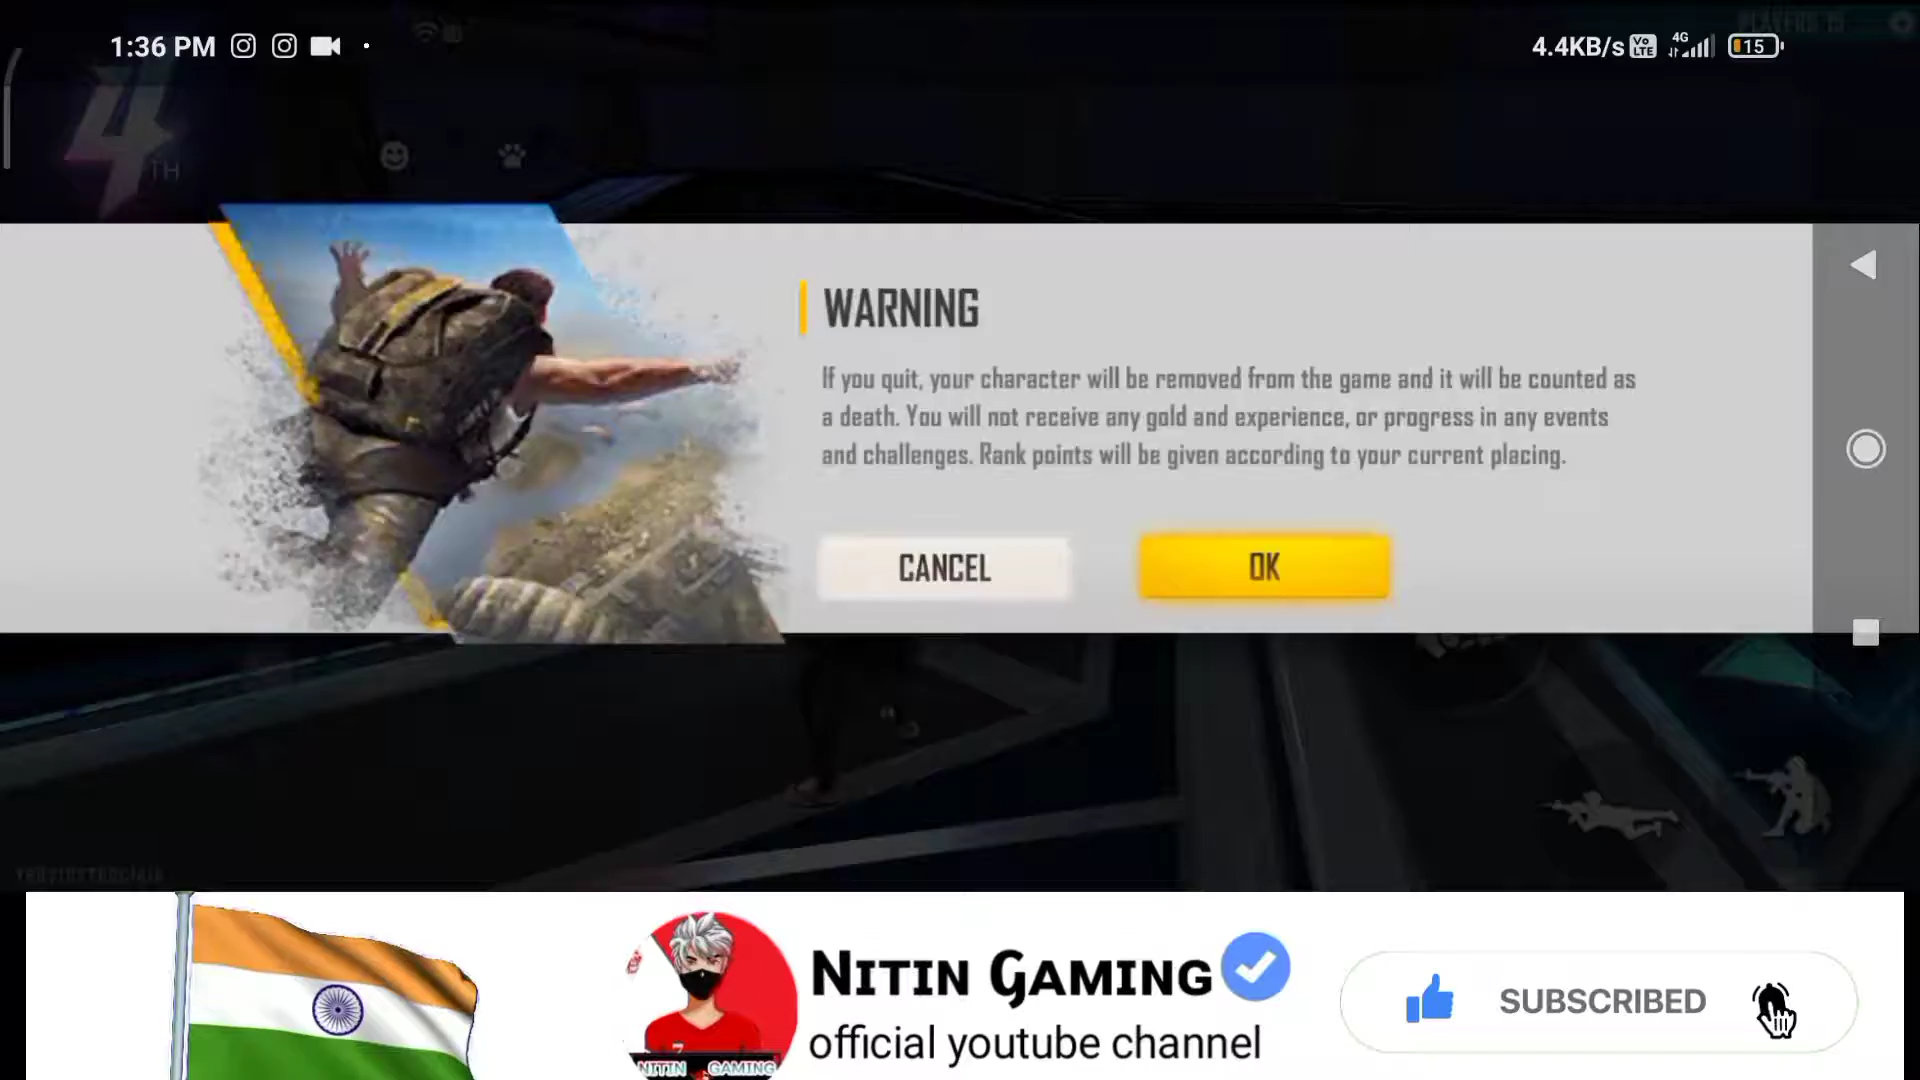 1:36 PM
4.4KB/s Vo LTE 4G 15
4TH
WARNING
If you quit, your character will be removed from the game and it will be counted as
a death. You will not receive any gold and experience, or progress in any events
and challenges. Rank points will be given according to your current placing.
CANCEL
OK
NITIN GAMING
official youtube channel
SUBSCRIBED
NITIN GAMING